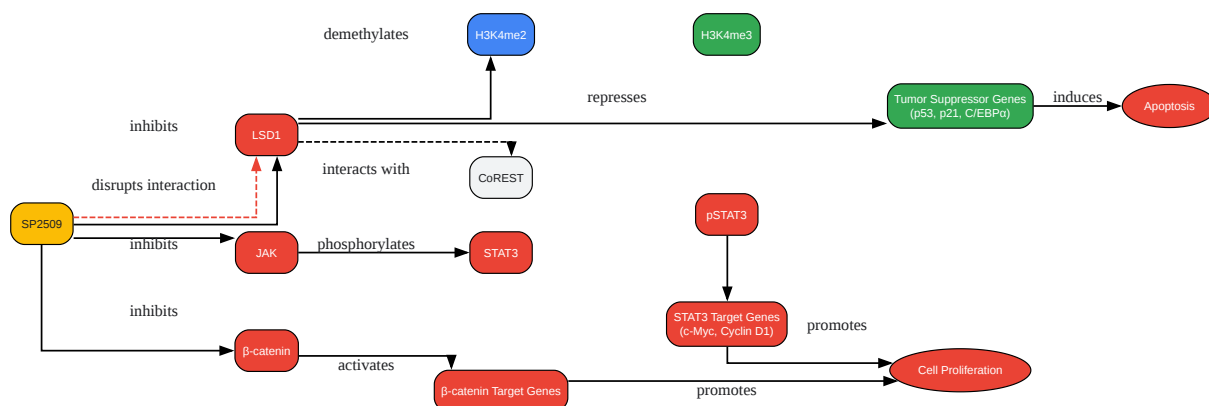 demethylates
H3K4me2
H3K4me3
represses
Tumor Suppressor Genes
(p53, p21, C/EBPα)
induces
Apoptosis
inhibits
LSD1
interacts with
CoREST
disrupts interaction
SP2509
pSTAT3
inhibits
JAK
phosphorylates
STAT3
inhibits
STAT3 Target Genes
(c-Myc, Cyclin D1)
promotes
β-catenin
activates
Cell Proliferation
β-catenin Target Genes
promotes